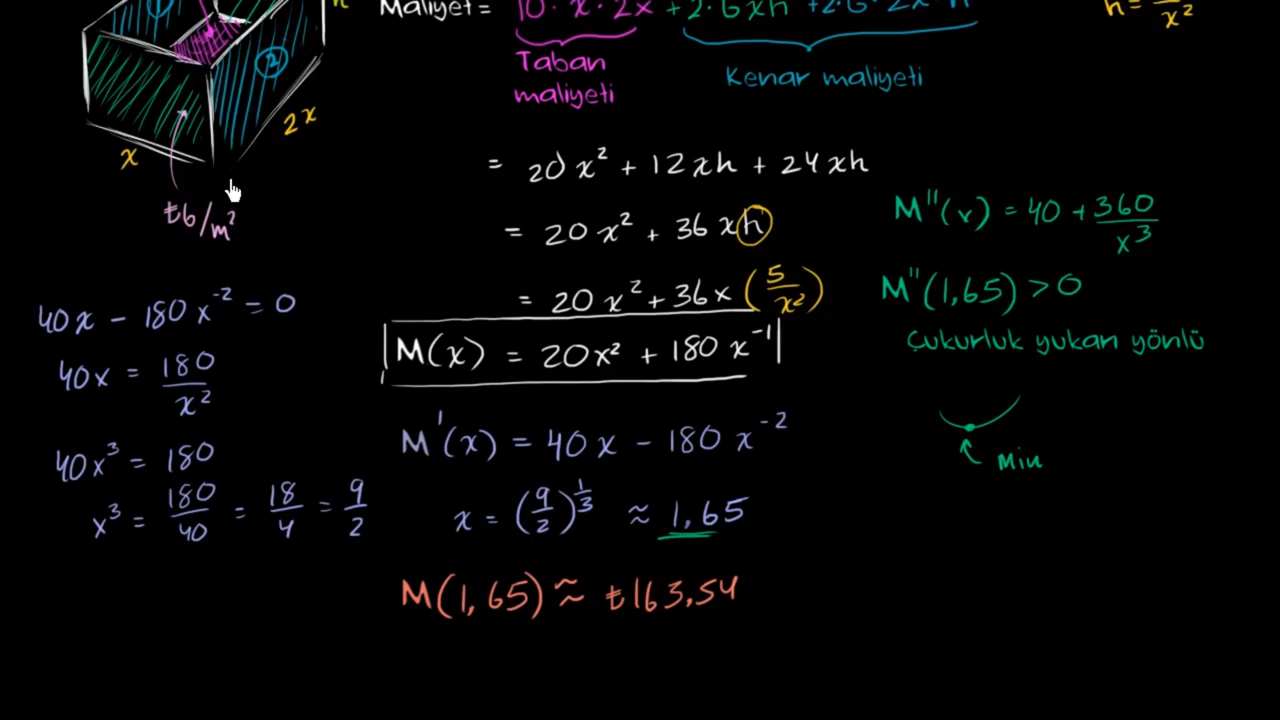 Maliyet = 10 · x · 2x + 2 · 6xh + 2 · 6 · 2x · h
h = x²
Taban maliyeti
Kenar maliyeti
1
2
h
2x
x
₺6/m²
= 20x² + 12xh + 24xh
= 20x² + 36xh
= 20x² + 36x (5/x²)
M(x) = 20x² + 180x⁻¹
M'(x) = 40x - 180x⁻²
x = (9/2)^1/3 ≈ 1,65
M(1,65) ≈ ₺163,54
40x - 180x⁻² = 0
40x = 180/x²
40x³ = 180
x³ = 180/40 = 18/4 = 9/2
M''(x) = 40 + 360/x³
M''(1,65) > 0
Çukurluk yukarı yönlü
Min